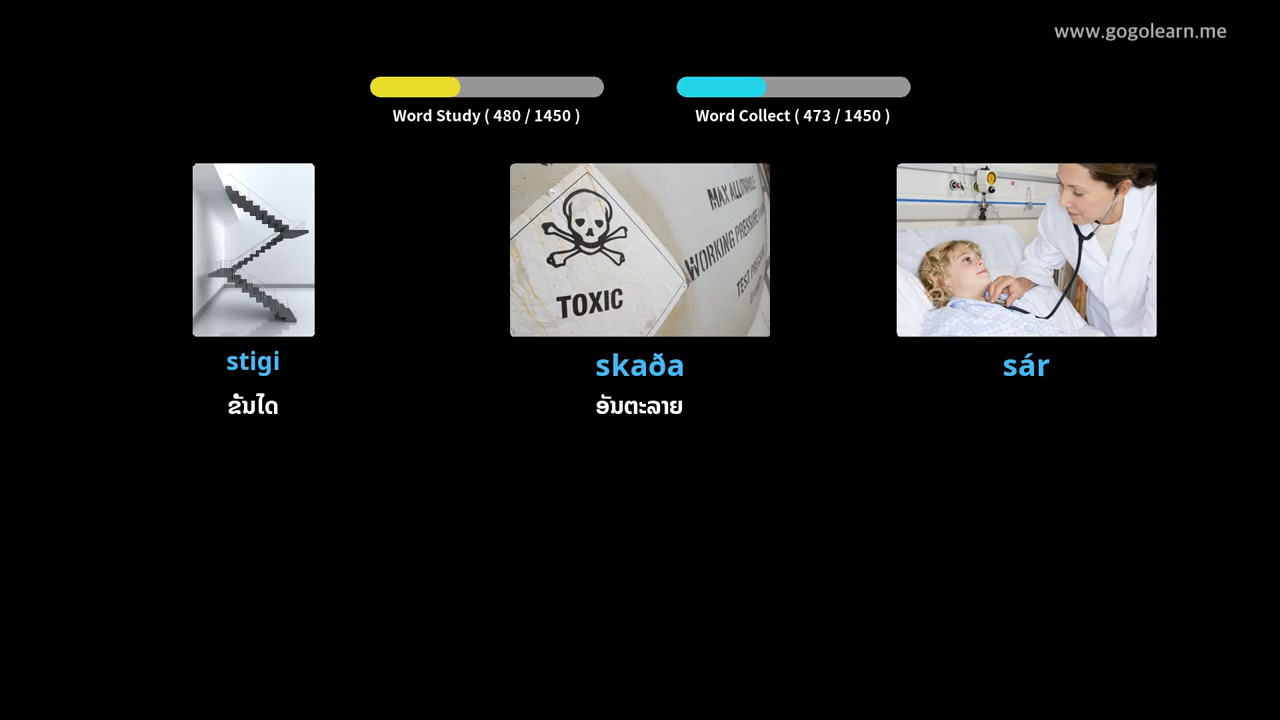 www.gogolearn.me
Word Study ( 480 / 1450 )
Word Collect ( 473 / 1450 )
TOXIC
MAX ALLOWABLE
WORKING PRESSURE
TEST
stigi
skaða
sár
ຂັ້ນໄດ
ອັນຕະລາຍ